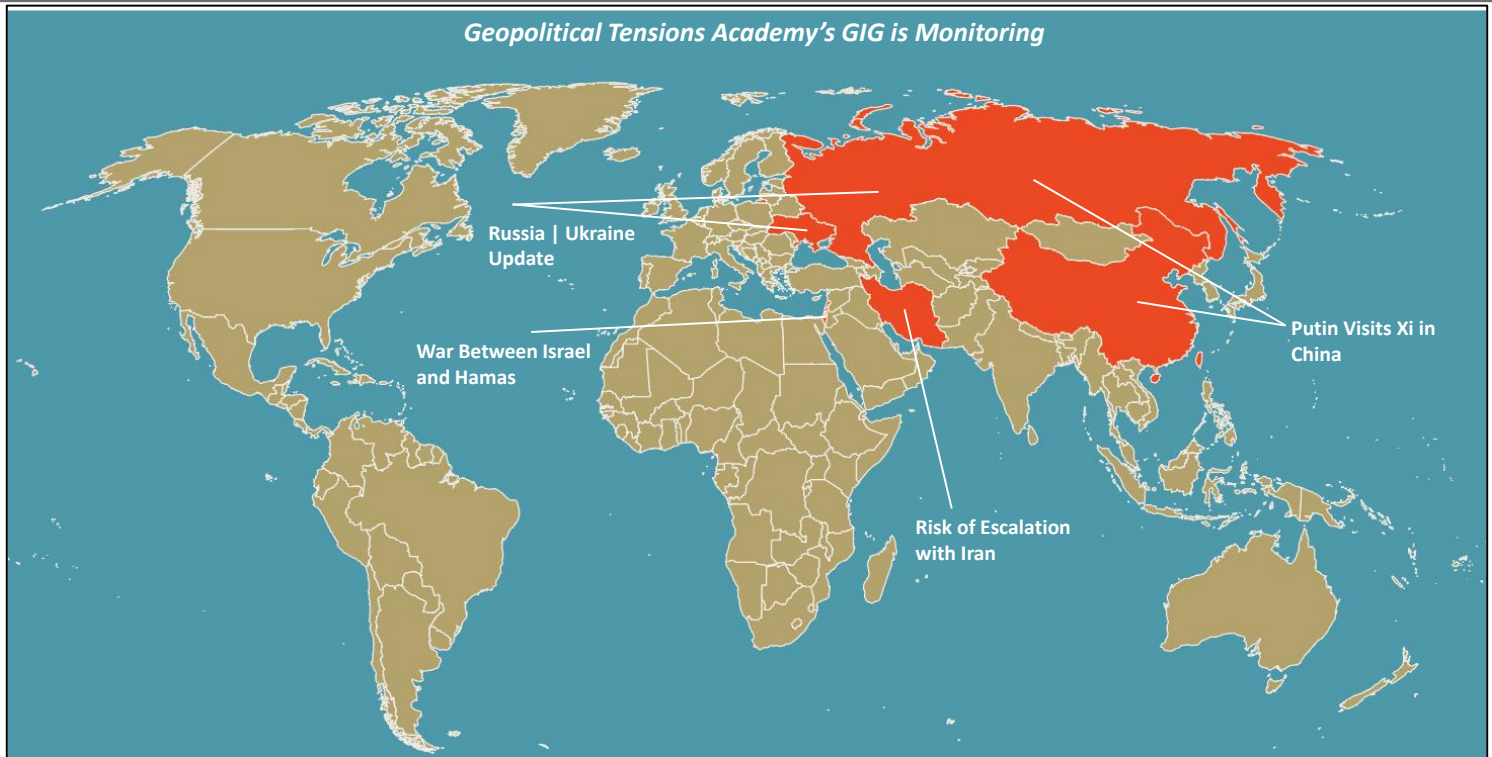 Geopolitical Tensions Academy's GIG is Monitoring
Russia | Ukraine
Update
War Between Israel
and Hamas
Putin Visits Xi in
China
Risk of Escalation
with Iran